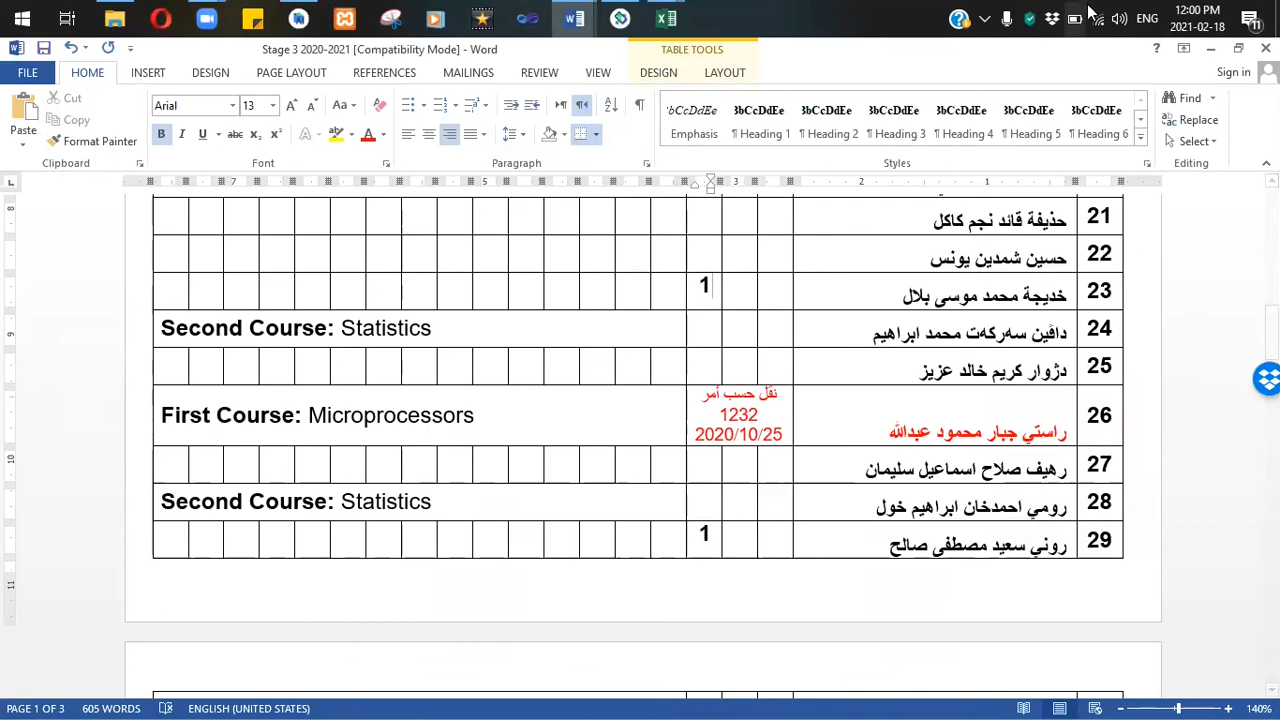 12:00 PM
ENG
2021-02-18
11
Stage 3 2020-2021 [Compatibility Mode] - Word
TABLE TOOLS
FILE
HOME
INSERT
DESIGN
PAGE LAYOUT
REFERENCES
MAILINGS
REVIEW
VIEW
DESIGN
LAYOUT
Sign in
Paste
Cut
Copy
Format Painter
Clipboard
Arial
13
Font
Paragraph
Emphasis
¶ Heading 1
¶ Heading 2
¶ Heading 3
¶ Heading 4
¶ Heading 5
¶ Heading 6
Styles
Find
Replace
Select
Editing
21 حذيفة قائد نجم كاكل
22 حسين شمدين يونس
23 خديجة محمد موسى بلال 1
24 داڤين سەركەت محمد ابراهيم Second Course: Statistics
25 دژوار كريم خالد عزيز
26 راستي جبار محمود عبدالله
نقل حسب أمر
1232
2020/10/25
First Course: Microprocessors
27 رهيف صلاح اسماعيل سليمان
28 رومي احمدخان ابراهيم خول Second Course: Statistics
29 روني سعيد مصطفى صالح 1
PAGE 1 OF 3
605 WORDS
ENGLISH (UNITED STATES)
140%